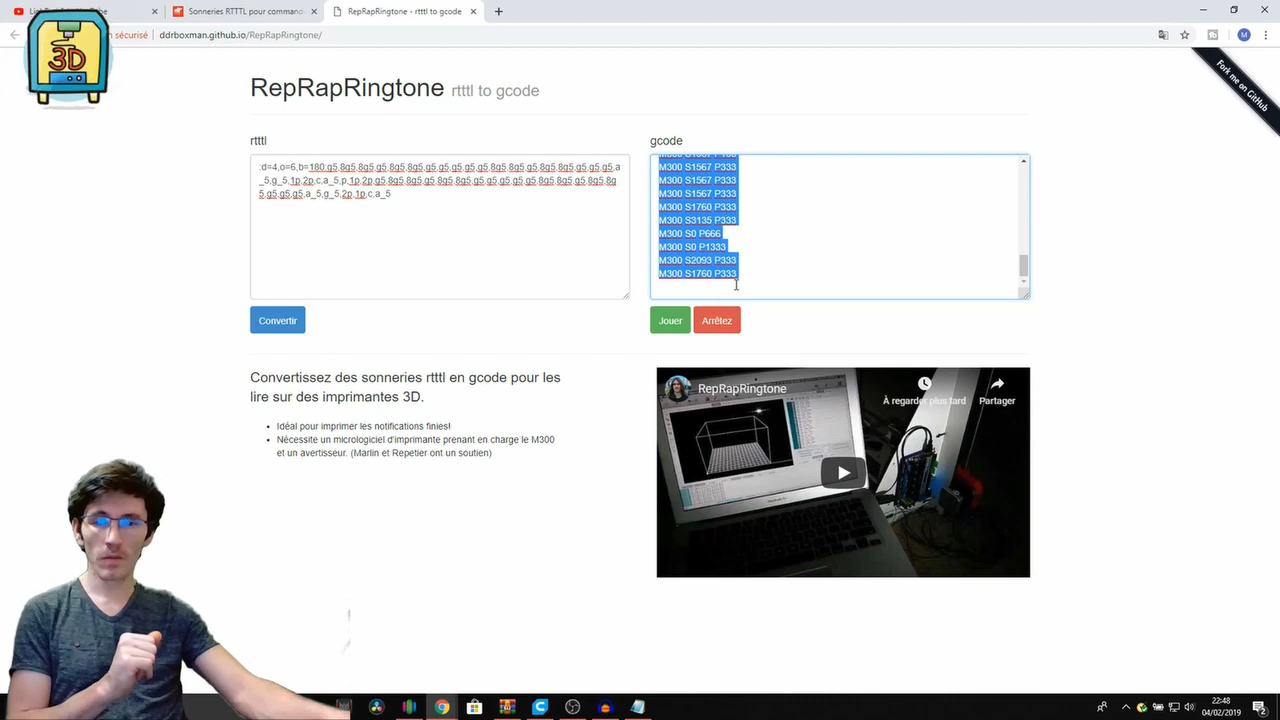 Sonneries RTTTL pour command
RepRapRingtone - rtttl to gcode
n sécurisé
ddrboxman.github.io/RepRapRingtone/
M
3D
Fork me on GitHub
RepRapRingtone rtttl to gcode
rtttl
gcode
:d=4,o=6,b=180:g5,8g5,8g5,g5,8g5,8g5,g5,g5,g5,g5,g5,8g5,8g5,g5,8g5,8g5,g5,g5,g5,a
_5,g_5,1p,2p,c,a_5,p,1p,2p,g5,8g5,8g5,g5,8g5,8g5,g5,g5,g5,g5,g5,8g5,8g5,g5,8g5,8g
5,g5,g5,g5,a_5,g_5,2p,1p,c,a_5
M300 S1567 P333
M300 S1567 P333
M300 S1567 P333
M300 S1760 P333
M300 S3135 P333
M300 S0 P666
M300 S0 P1333
M300 S2093 P333
M300 S1760 P333
Convertir
Jouer
Arrêtez
Convertissez des sonneries rtttl en gcode pour les
lire sur des imprimantes 3D.
Idéal pour imprimer les notifications finies!
Nécessite un micrologiciel d'imprimante prenant en charge le M300
et un avertisseur. (Marlin et Repetier ont un soutien)
RepRapRingtone
À regarder plus tard
Partager
22:48
04/02/2019